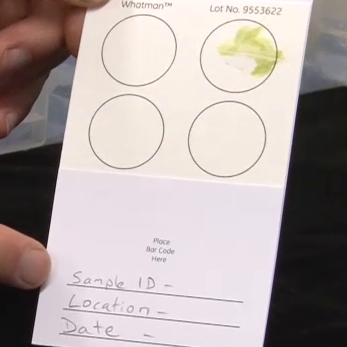 Whatman™ Lot No. 9553622
Place
Bar Code
Here
Sample ID -
Location -
Date -